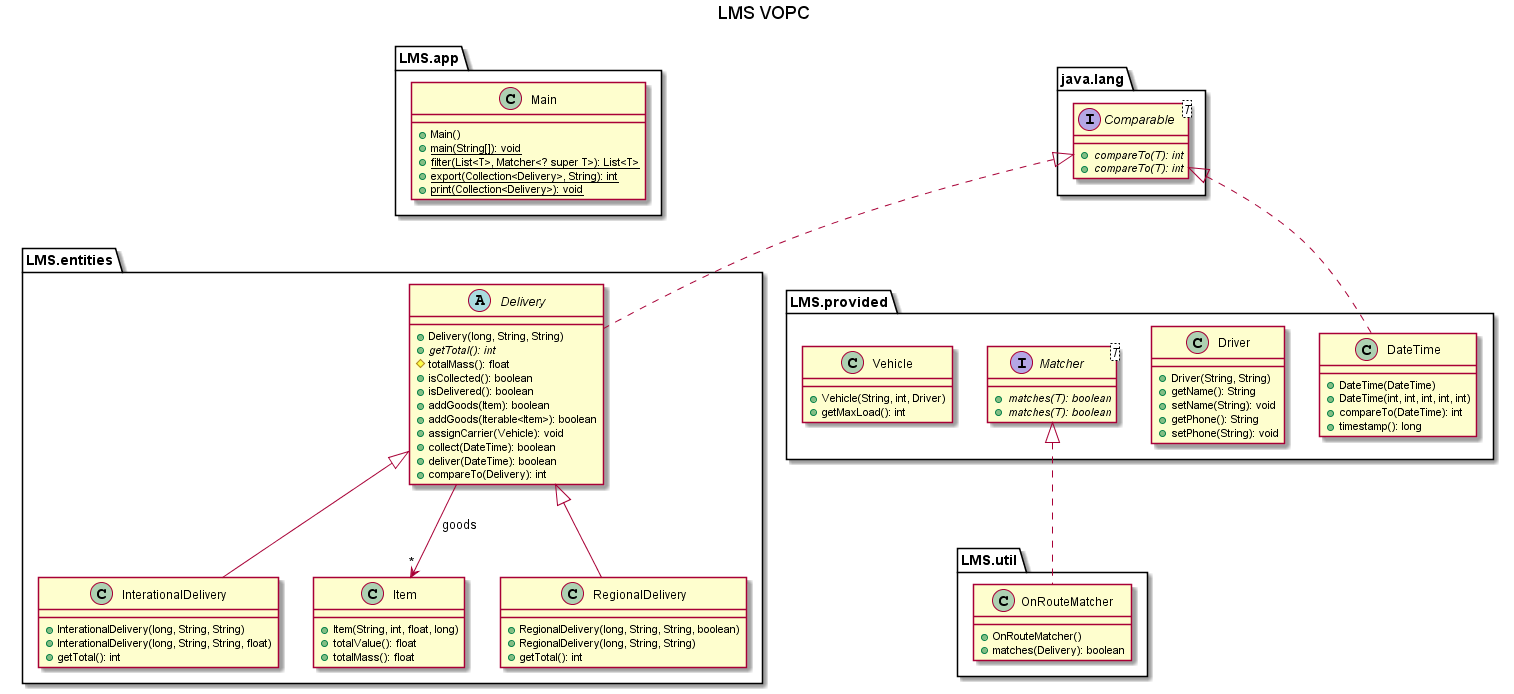 LMS VOPC
LMS.app
C Main
Main()
main(String[]): void
filter(List<T>, Matcher<? super T>): List<T>
export(Collection<Delivery>, String): int
print(Collection<Delivery>): void
java.lang
I Comparable T
compareTo(T): int
compareTo(T): int
LMS.entities
A Delivery
Delivery(long, String, String)
getTotal(): int
totalMass(): float
isCollected(): boolean
isDelivered(): boolean
addGoods(Item): boolean
addGoods(Iterable<Item>): boolean
assignCarrier(Vehicle): void
collect(DateTime): boolean
deliver(DateTime): boolean
compareTo(Delivery): int
goods
*
C InterationalDelivery
InterationalDelivery(long, String, String)
InterationalDelivery(long, String, String, float)
getTotal(): int
C Item
Item(String, int, float, long)
totalValue(): float
totalMass(): float
C RegionalDelivery
RegionalDelivery(long, String, String, boolean)
RegionalDelivery(long, String, String)
getTotal(): int
LMS.provided
C Vehicle
Vehicle(String, int, Driver)
getMaxLoad(): int
I Matcher T
matches(T): boolean
matches(T): boolean
C Driver
Driver(String, String)
getName(): String
setName(String): void
getPhone(): String
setPhone(String): void
C DateTime
DateTime(DateTime)
DateTime(int, int, int, int, int)
compareTo(DateTime): int
timestamp(): long
LMS.util
C OnRouteMatcher
OnRouteMatcher()
matches(Delivery): boolean